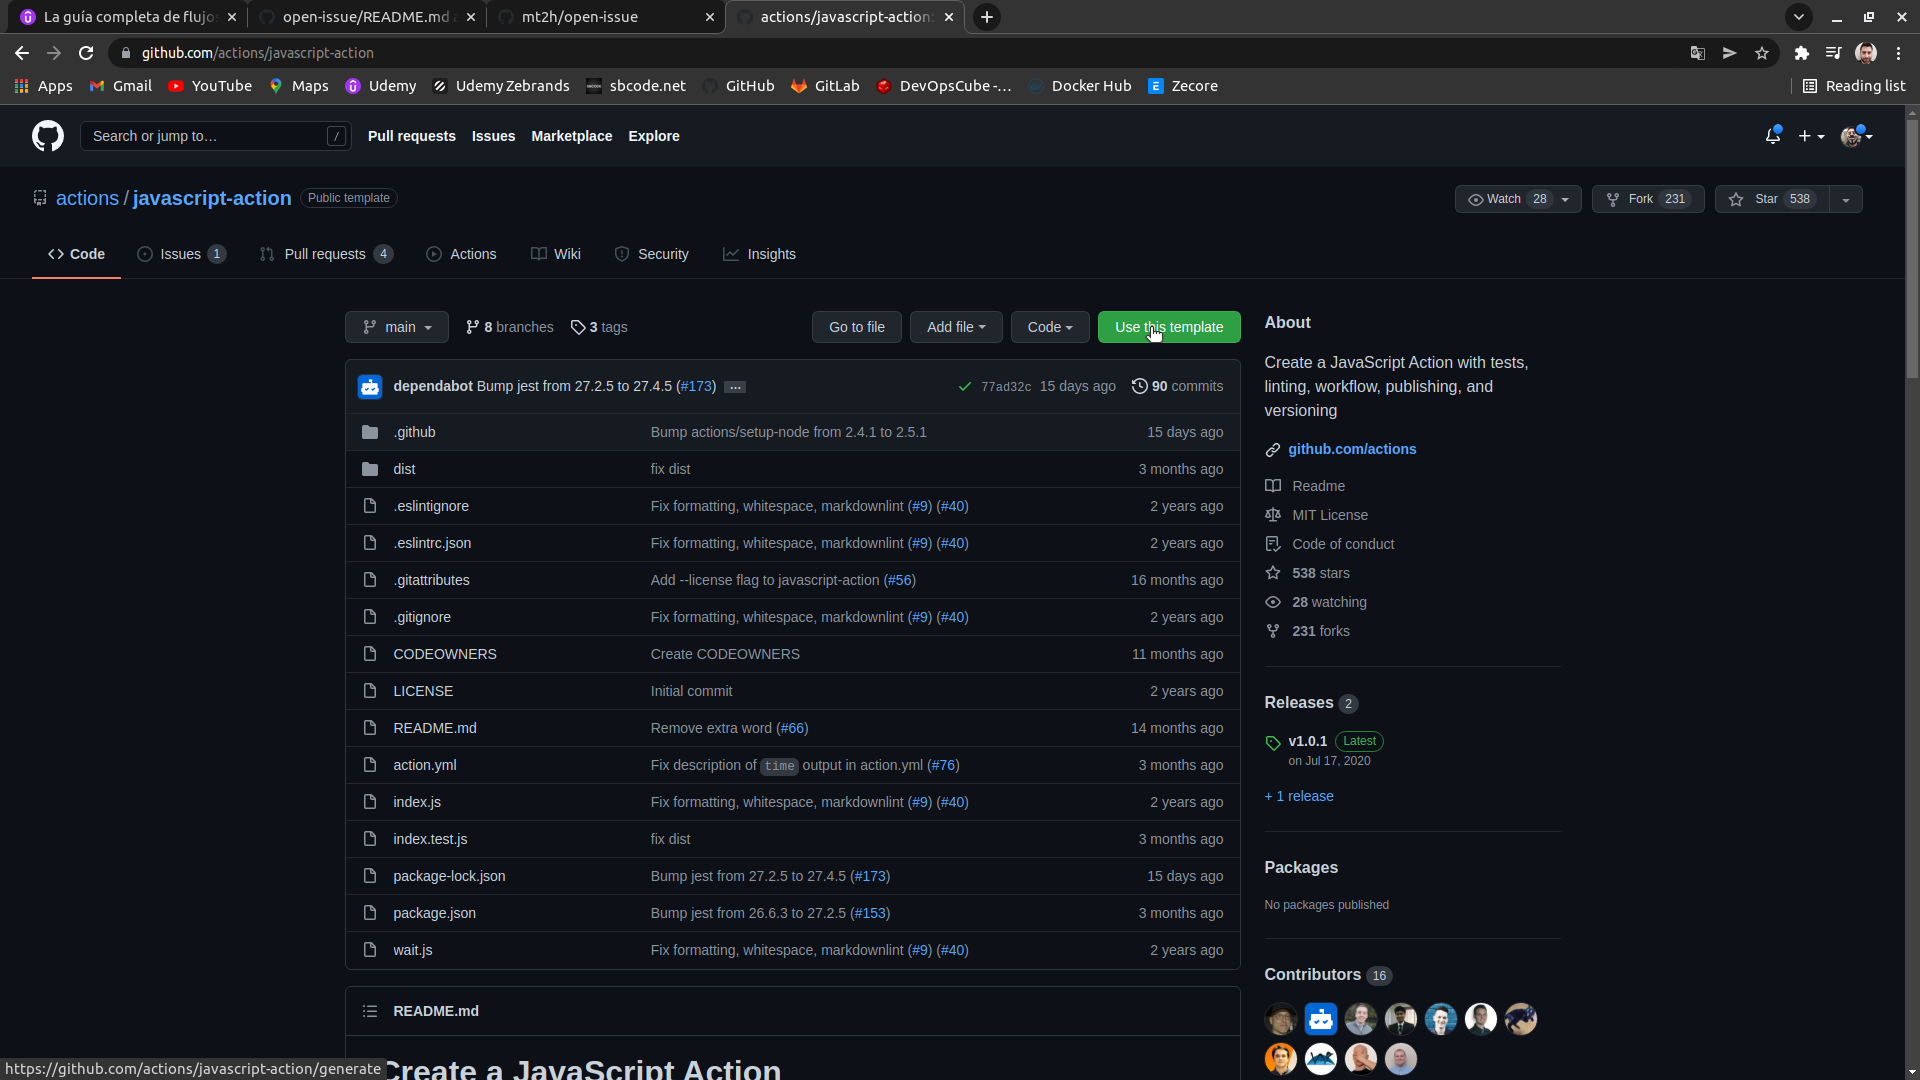 La guía completa de flujo
open-issue/README.md a
mt2h/open-issue
actions/javascript-action
github.com/actions/javascript-action
Apps
Gmail
YouTube
Maps
Udemy
Udemy Zebrands
sbcode.net
GitHub
GitLab
DevOpsCube -...
Docker Hub
Zecore
Reading list
Search or jump to... /
Pull requests
Issues
Marketplace
Explore
actions / javascript-action Public template
Watch 28
Fork 231
Star 538
Code
Issues 1
Pull requests 4
Actions
Wiki
Security
Insights
main
8 branches
3 tags
Go to file
Add file
Code
Use this template
dependabot Bump jest from 27.2.5 to 27.4.5 (#173) ... 77ad32c 15 days ago 90 commits
.github Bump actions/setup-node from 2.4.1 to 2.5.1 15 days ago
dist fix dist 3 months ago
.eslintignore Fix formatting, whitespace, markdownlint (#9) (#40) 2 years ago
.eslintrc.json Fix formatting, whitespace, markdownlint (#9) (#40) 2 years ago
.gitattributes Add --license flag to javascript-action (#56) 16 months ago
.gitignore Fix formatting, whitespace, markdownlint (#9) (#40) 2 years ago
CODEOWNERS Create CODEOWNERS 11 months ago
LICENSE Initial commit 2 years ago
README.md Remove extra word (#66) 14 months ago
action.yml Fix description of time output in action.yml (#76) 3 months ago
index.js Fix formatting, whitespace, markdownlint (#9) (#40) 2 years ago
index.test.js fix dist 3 months ago
package-lock.json Bump jest from 27.2.5 to 27.4.5 (#173) 15 days ago
package.json Bump jest from 26.6.3 to 27.2.5 (#153) 3 months ago
wait.js Fix formatting, whitespace, markdownlint (#9) (#40) 2 years ago
README.md
Create a JavaScript Action
About
Create a JavaScript Action with tests,
linting, workflow, publishing, and
versioning
github.com/actions
Readme
MIT License
Code of conduct
538 stars
28 watching
231 forks
Releases 2
v1.0.1 Latest
on Jul 17, 2020
+ 1 release
Packages
No packages published
Contributors 16
https://github.com/actions/javascript-action/generate